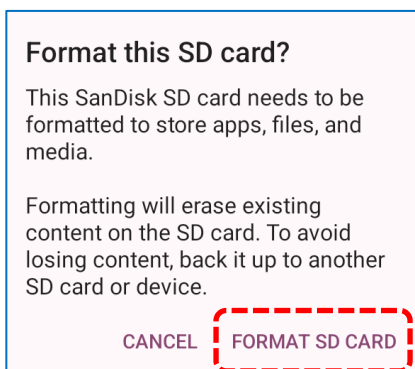 Format this SD card?
This SanDisk SD card needs to be
formatted to store apps, files, and
media.
Formatting will erase existing
content on the SD card. To avoid
losing content, back it up to another
SD card or device.
CANCEL FORMAT SD CARD